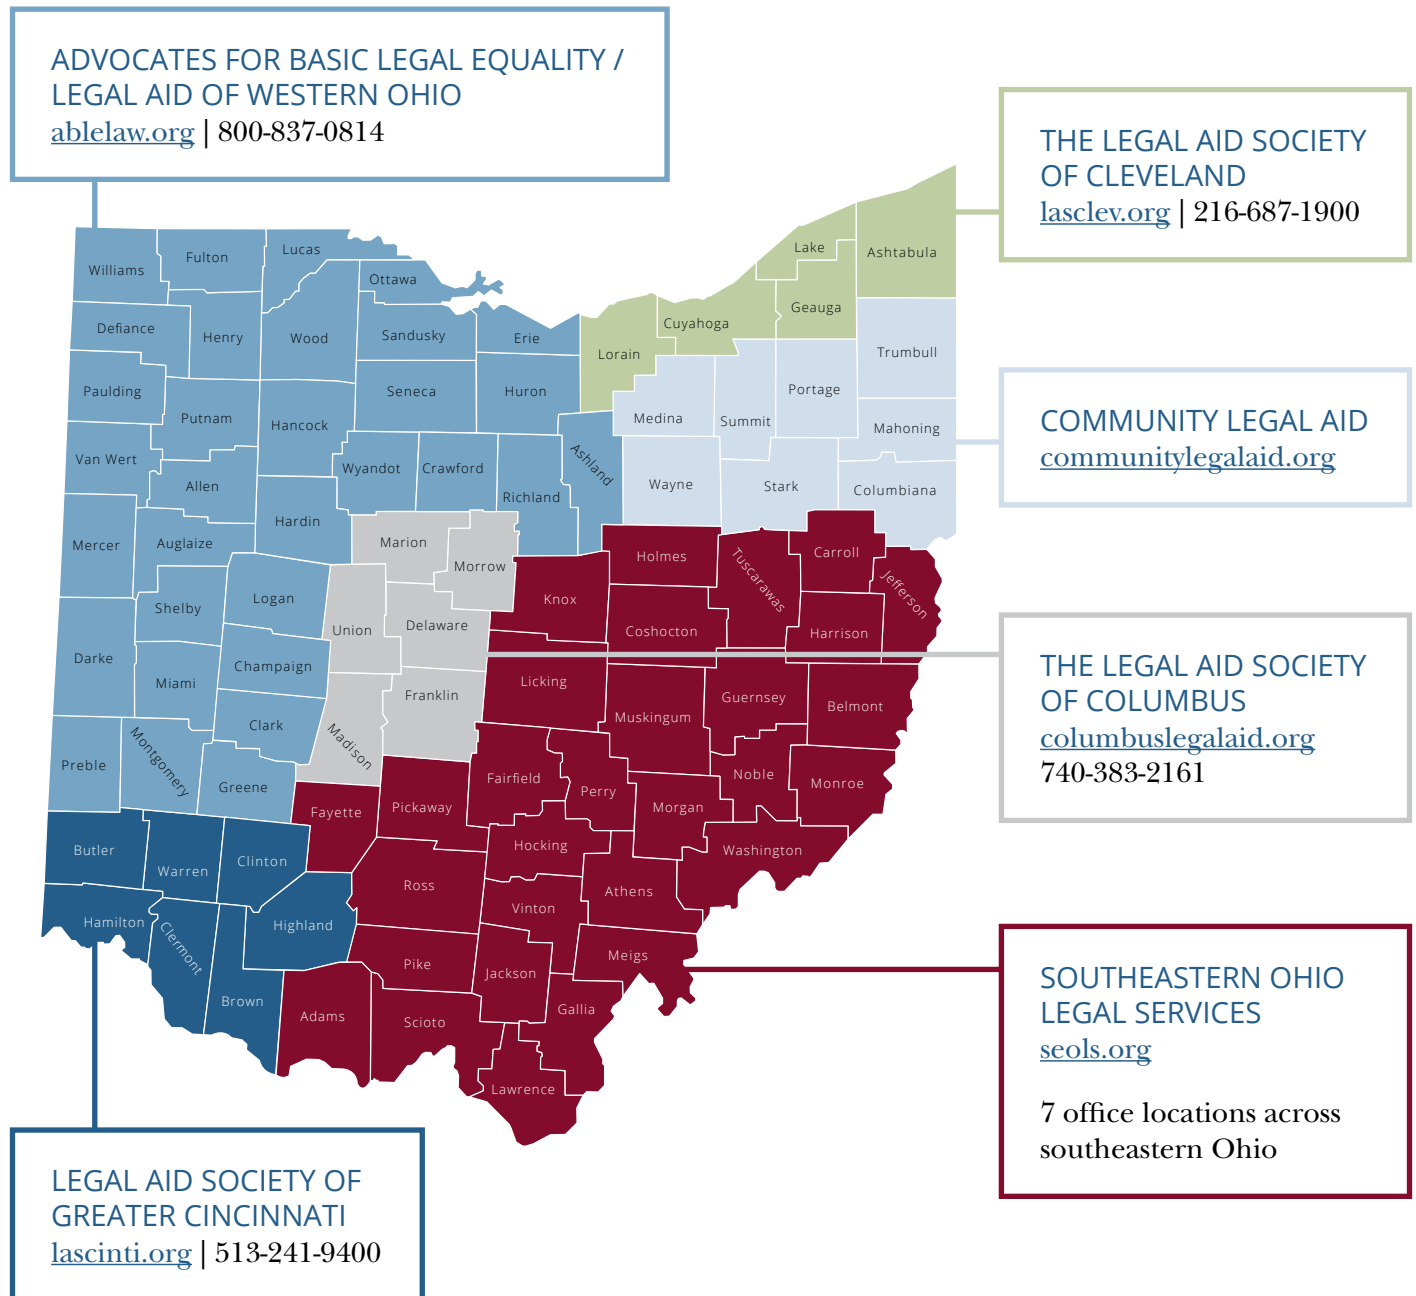 ADVOCATES FOR BASIC LEGAL EQUALITY /
LEGAL AID OF WESTERN OHIO
ablelaw.org | 800-837-0814
THE LEGAL AID SOCIETY
OF CLEVELAND
lasclev.org | 216-687-1900
COMMUNITY LEGAL AID
communitylegalaid.org
THE LEGAL AID SOCIETY
OF COLUMBUS
columbuslegalaid.org
740-383-2161
SOUTHEASTERN OHIO
LEGAL SERVICES
seols.org
7 office locations across
southeastern Ohio
LEGAL AID SOCIETY OF
GREATER CINCINNATI
lascinti.org | 513-241-9400
Williams
Fulton
Lucas
Ottawa
Lake
Ashtabula
Defiance
Henry
Wood
Sandusky
Erie
Cuyahoga
Geauga
Lorain
Trumbull
Paulding
Putnam
Hancock
Seneca
Huron
Medina
Summit
Portage
Mahoning
Van Wert
Allen
Wyandot
Crawford
Richland
Ashland
Wayne
Stark
Columbiana
Mercer
Auglaize
Hardin
Marion
Morrow
Holmes
Tuscarawas
Carroll
Jefferson
Shelby
Logan
Union
Delaware
Knox
Coshocton
Harrison
Darke
Miami
Champaign
Franklin
Licking
Muskingum
Guernsey
Belmont
Clark
Madison
Preble
Montgomery
Greene
Fayette
Pickaway
Fairfield
Perry
Morgan
Noble
Monroe
Butler
Warren
Clinton
Ross
Hocking
Athens
Washington
Hamilton
Clermont
Highland
Vinton
Brown
Adams
Pike
Jackson
Meigs
Scioto
Gallia
Lawrence